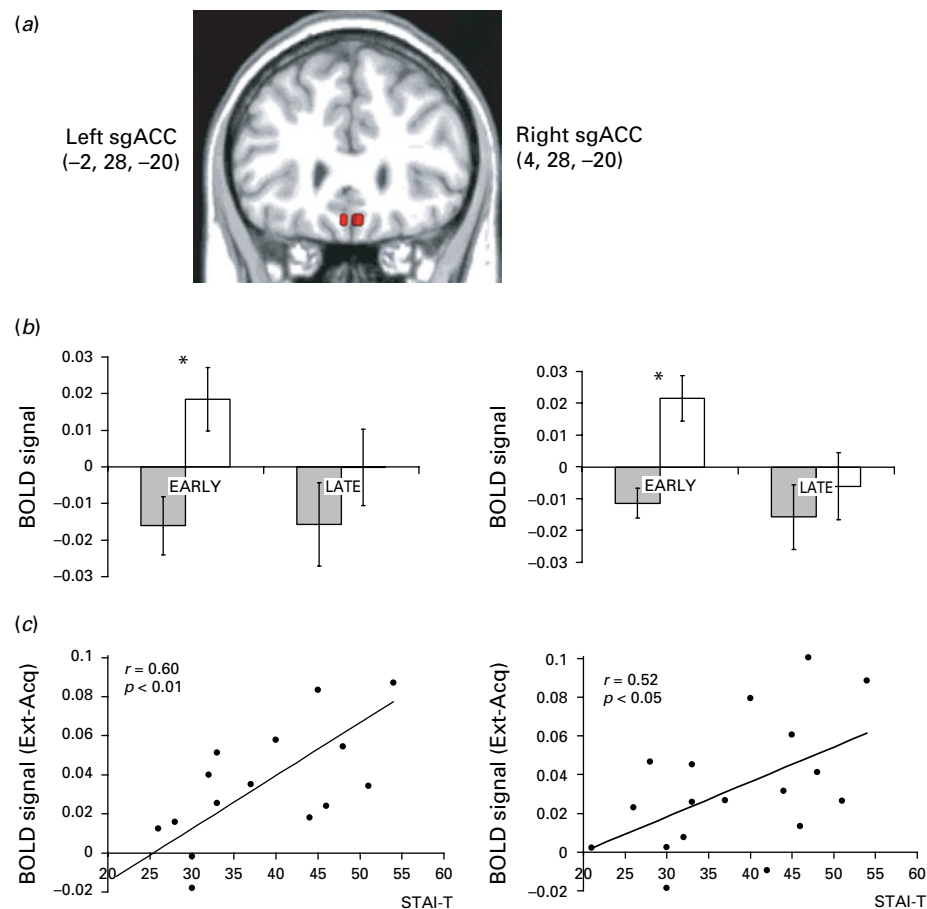 (a)
Left sgACC
(–2, 28, –20)
Right sgACC
(4, 28, –20)
(b)
BOLD signal
0.03
0.02
0.01
0
–0.01
–0.02
–0.03
*
EARLY
LATE
BOLD signal
0.03
0.02
0.01
0
–0.01
–0.02
–0.03
*
EARLY
LATE
(c)
BOLD signal (Ext-Acq)
0.1
0.08
0.06
0.04
0.02
0
–0.02
r = 0.60
p < 0.01
20 25 30 35 40 45 50 55 60
STAI-T
BOLD signal (Ext-Acq)
0.1
0.08
0.06
0.04
0.02
0
–0.02
r = 0.52
p < 0.05
20 25 30 35 40 45 50 55 60
STAI-T